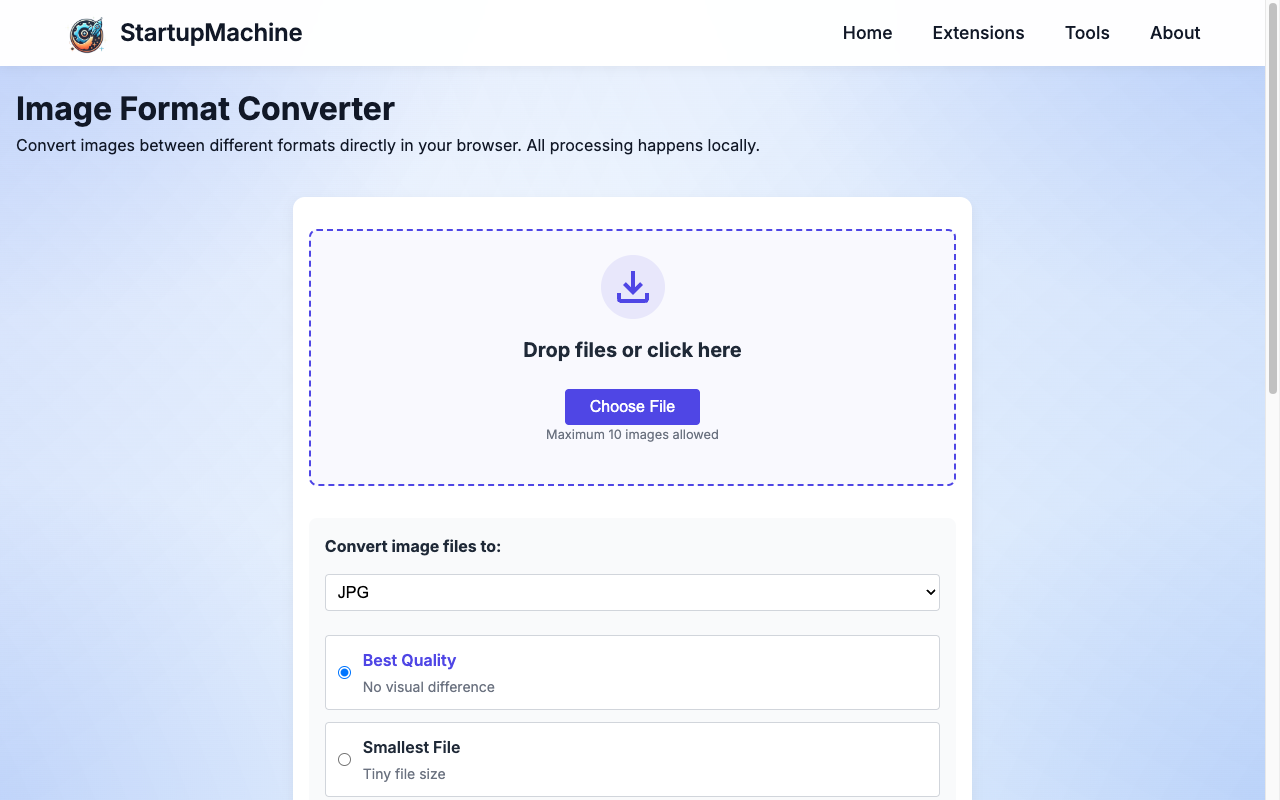 StartupMachine
Home
Extensions
Tools
About
Image Format Converter
Convert images between different formats directly in your browser. All processing happens locally.
Drop files or click here
Choose File
Maximum 10 images allowed
Convert image files to:
JPG
Best Quality
No visual difference
Smallest File
Tiny file size